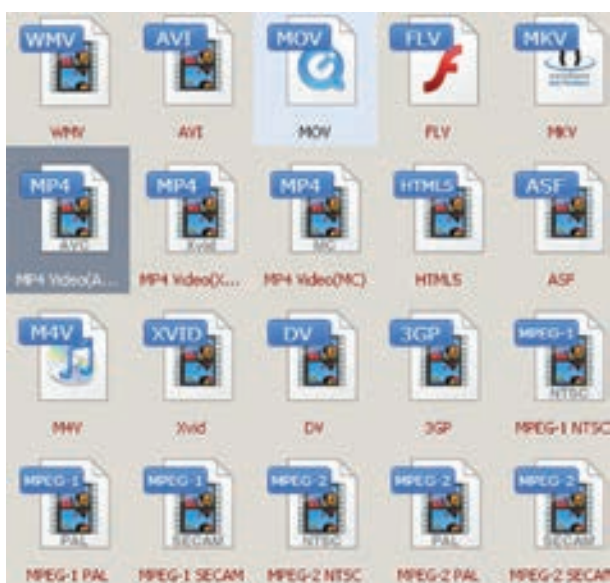 WMV AVI MOV FLV MKV
WMV AVI MOV FLV MKV
MP4 MP4 MP4 HTML5 ASF
AVC Xvid MC
MP4 Video(A... MP4 Video(X... MP4 Video(MC) HTML5 ASF
M4V XVID DV 3GP MPEG-1
NTSC
M4V Xvid DV 3GP MPEG-1 NTSC
MPEG-1 MPEG-1 MPEG-2 MPEG-2 MPEG-2
PAL SECAM NTSC PAL SECAM
MPEG-1 PAL MPEG-1 SECAM MPEG-2 NTSC MPEG-2 PAL MPEG-2 SECAM